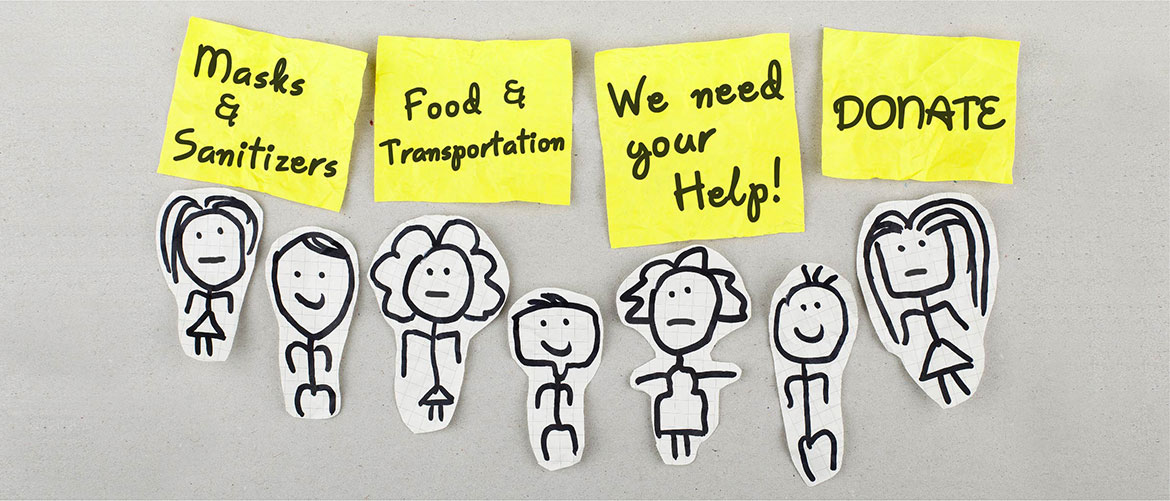 Masks
&
Sanitizers
Food &
Transportation
We need
your
Help!
DONATE